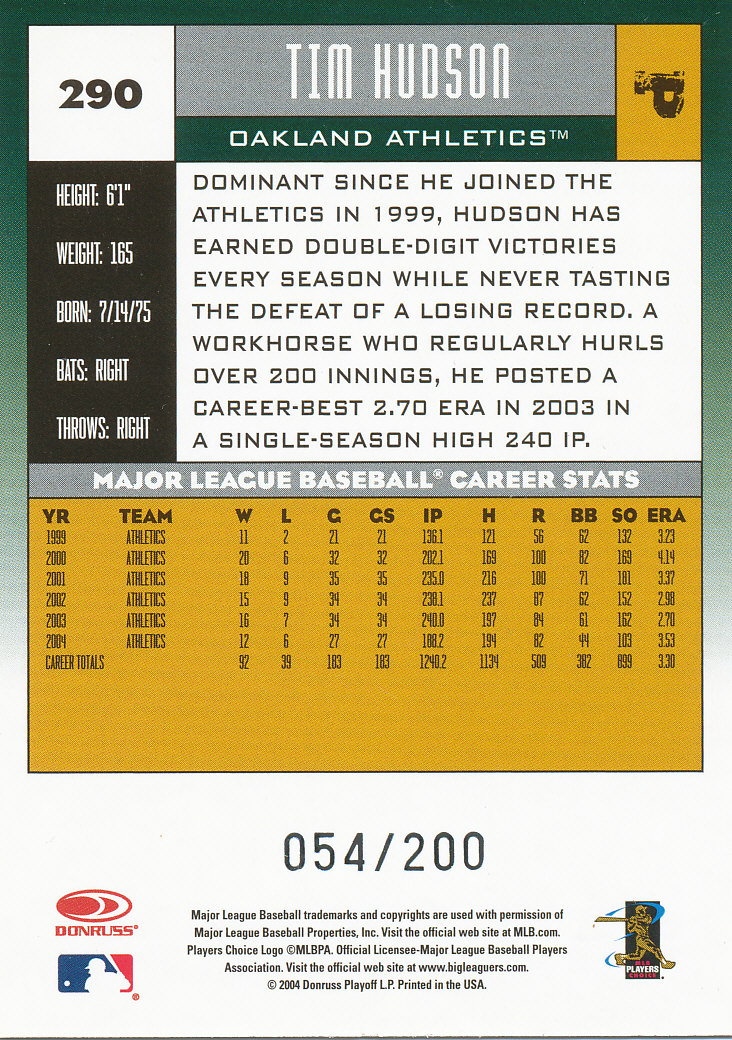 290
TIM HUDSON
P
OAKLAND ATHLETICS™
HEIGHT: 6'1"
WEIGHT: 165
BORN: 7/14/75
BATS: RIGHT
THROWS: RIGHT
DOMINANT SINCE HE JOINED THE
ATHLETICS IN 1999, HUDSON HAS
EARNED DOUBLE-DIGIT VICTORIES
EVERY SEASON WHILE NEVER TASTING
THE DEFEAT OF A LOSING RECORD. A
WORKHORSE WHO REGULARLY HURLS
OVER 200 INNINGS, HE POSTED A
CAREER-BEST 2.70 ERA IN 2003 IN
A SINGLE-SEASON HIGH 240 IP.
MAJOR LEAGUE BASEBALL® CAREER STATS
YR TEAM W L G GS IP H R BB SO ERA
1999 ATHLETICS 11 2 21 21 136.1 121 56 62 132 3.23
2000 ATHLETICS 20 6 32 32 202.1 169 100 82 169 4.14
2001 ATHLETICS 18 9 35 35 235.0 216 100 71 181 3.37
2002 ATHLETICS 15 9 34 34 238.1 237 87 62 152 2.98
2003 ATHLETICS 16 7 34 34 240.0 197 84 61 162 2.70
2004 ATHLETICS 12 6 27 27 188.2 194 82 44 103 3.53
CAREER TOTALS 92 39 183 183 1240.2 1134 509 382 899 3.30
054/200
DONRUSS®
Major League Baseball trademarks and copyrights are used with permission of
Major League Baseball Properties, Inc. Visit the official web site at MLB.com.
Players Choice Logo ©MLBPA. Official Licensee-Major League Baseball Players
Association. Visit the official web site at www.bigleaguers.com.
© 2004 Donruss Playoff L.P. Printed in the USA.
MLB
PLAYERS
CHOICE